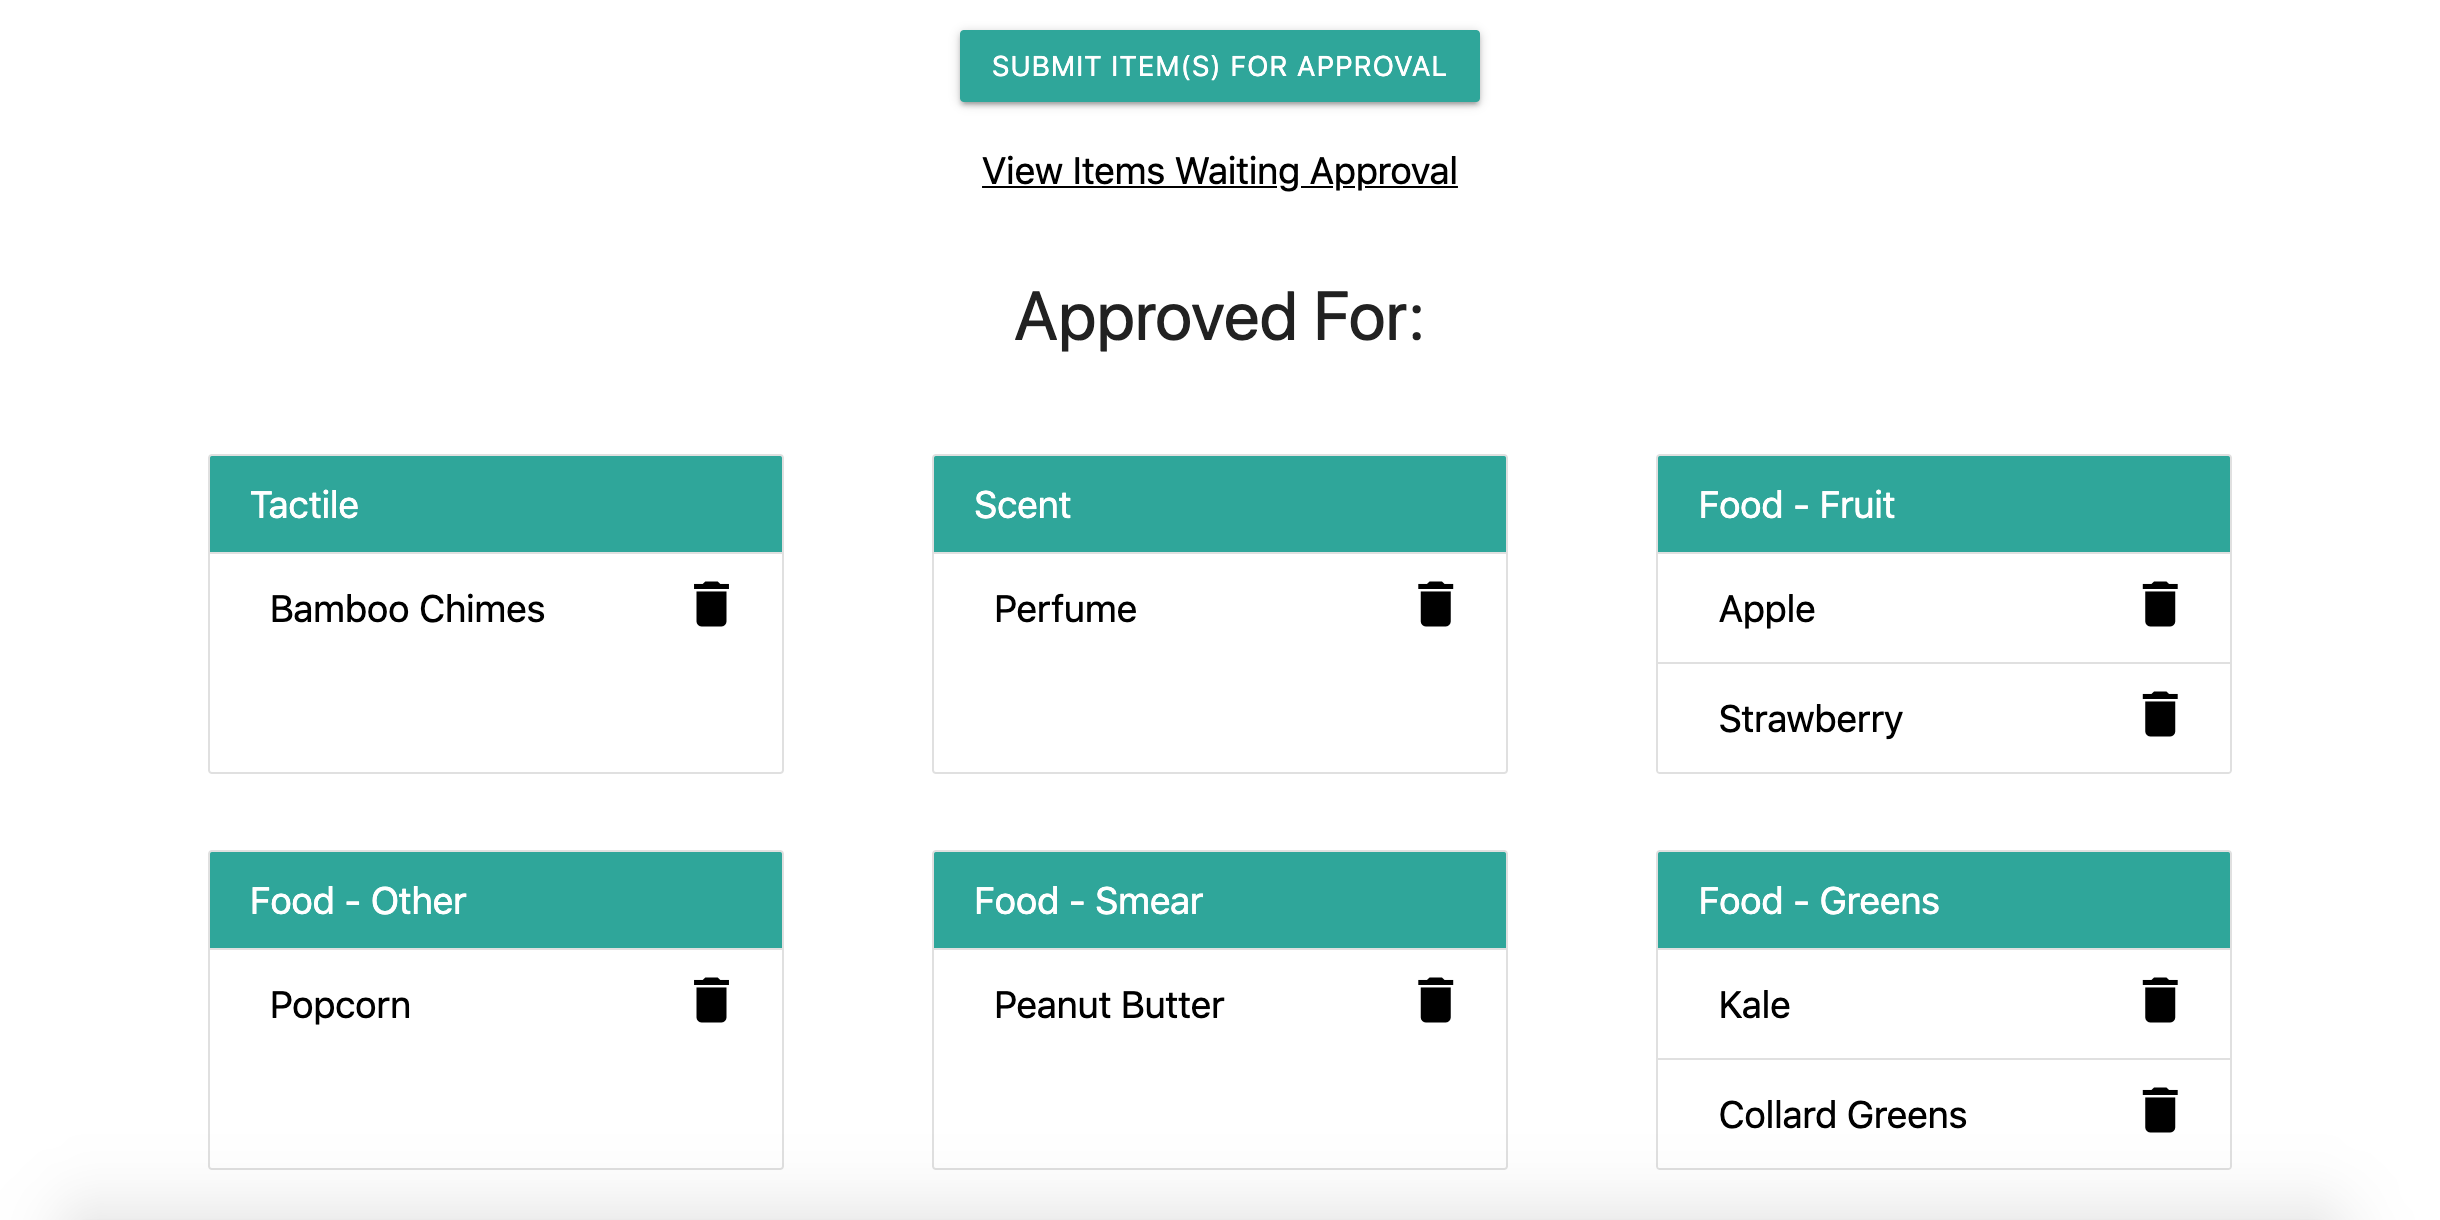 SUBMIT ITEM(S) FOR APPROVAL
View Items Waiting Approval
Approved For:
Tactile
Bamboo Chimes
Scent
Perfume
Food - Fruit
Apple
Strawberry
Food - Other
Popcorn
Food - Smear
Peanut Butter
Food - Greens
Kale
Collard Greens